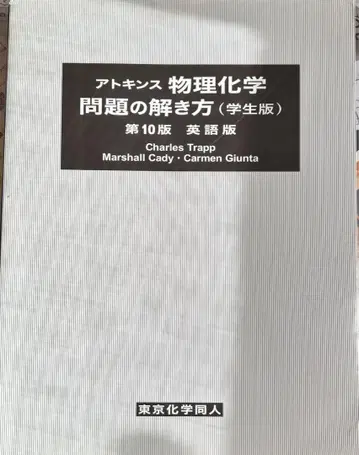 アトキンス 物理化学
問題の解き方(学生版)
第10版 英語版
Charles Trapp
Marshall Cady・Carmen Giunta
東京化学同人